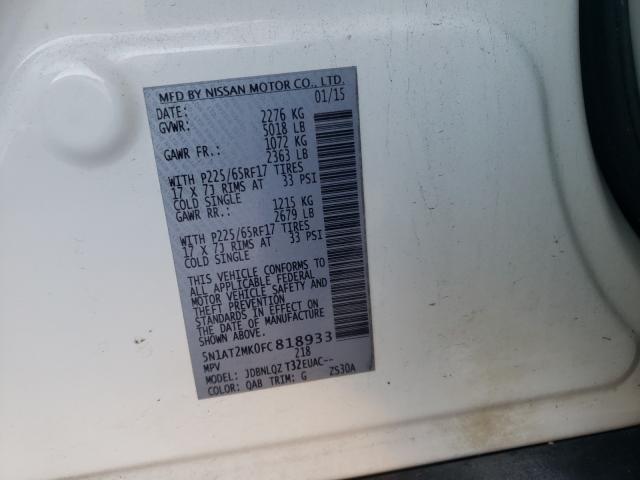 MFD BY NISSAN MOTOR CO., LTD.
DATE: 01/15
GVWR: 2276 KG
5018 LB
GAWR FR.: 1072 KG
2363 LB
WITH P225/65RF17 TIRES
17 X 7J RIMS AT 33 PSI
COLD SINGLE
GAWR RR.: 1215 KG
2679 LB
WITH P225/65RF17 TIRES
17 X 7J RIMS AT 33 PSI
COLD SINGLE
THIS VEHICLE CONFORMS TO
ALL APPLICABLE FEDERAL
MOTOR VEHICLE SAFETY AND
THEFT PREVENTION
STANDARDS IN EFFECT ON
THE DATE OF MANUFACTURE
SHOWN ABOVE.
5N1AT2MK0FC818933
MPV 218
MODEL: JDBNLQZ T32EUAC--
COLOR: QAB TRIM: G ZS30A